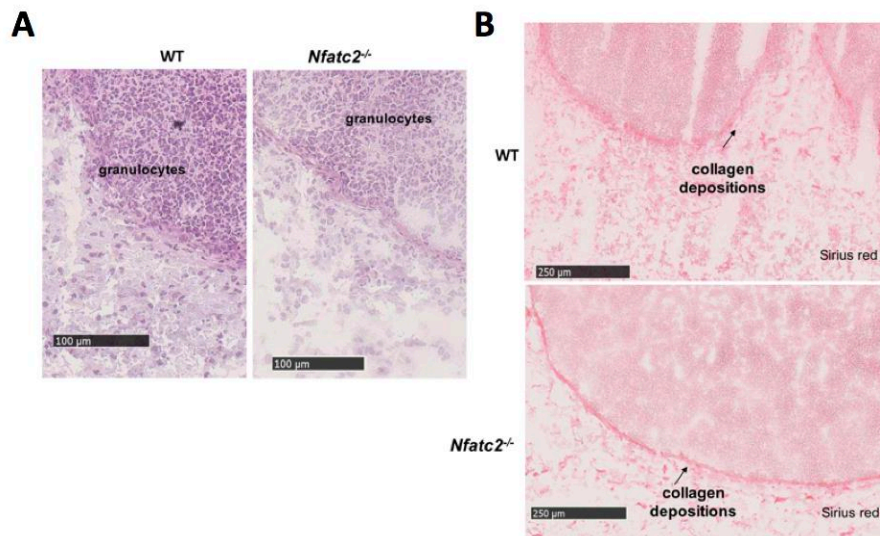 A
WT
Nfatc2-/-
granulocytes
granulocytes
100 µm
100 µm
B
WT
collagen
depositions
Sirius red
250 µm
Nfatc2-/-
collagen
depositions
Sirius red
250 µm